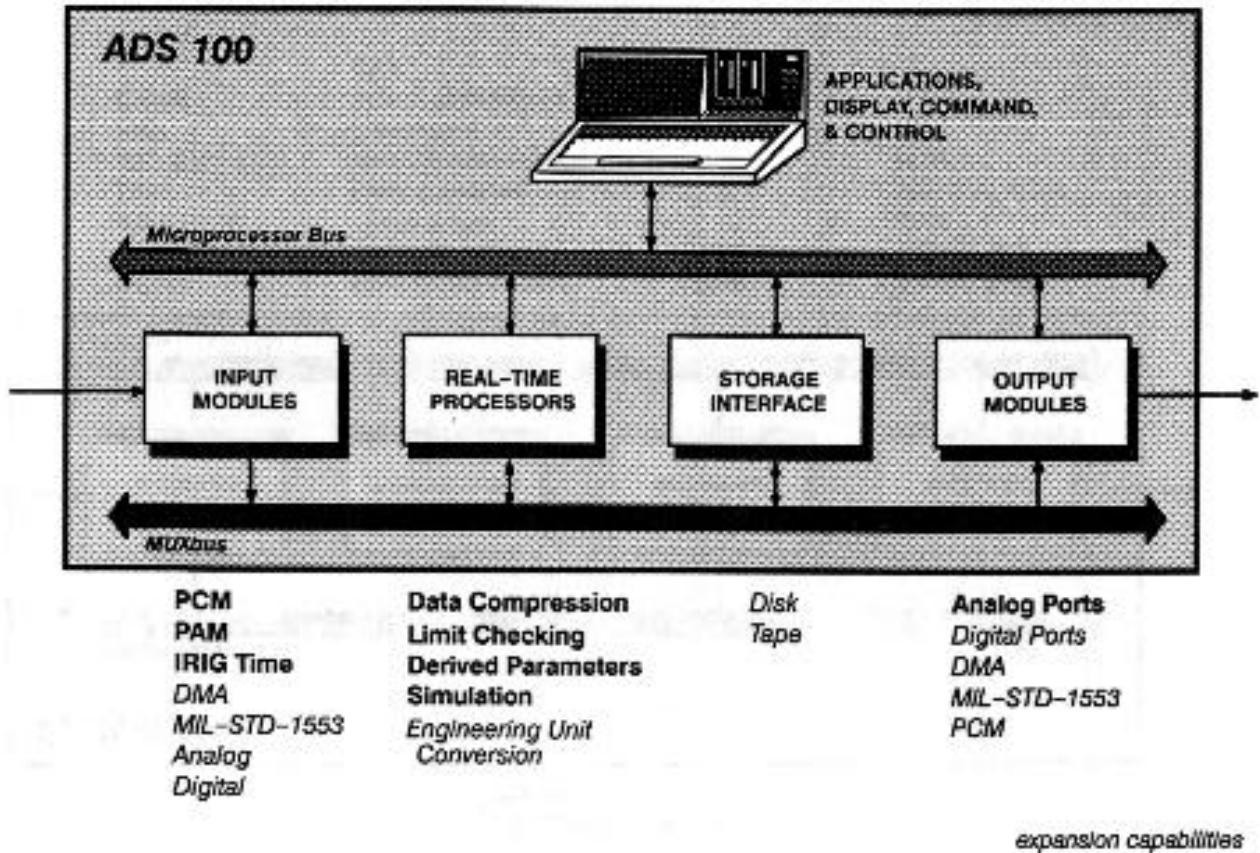 ADS 100
APPLICATIONS,
DISPLAY, COMMAND,
& CONTROL
Microprocessor Bus
INPUT
MODULES
REAL-TIME
PROCESSORS
STORAGE
INTERFACE
OUTPUT
MODULES
MUXbus
PCM
PAM
IRIG Time
DMA
MIL-STD-1553
Analog
Digital
Data Compression
Limit Checking
Derived Parameters
Simulation
Engineering Unit
Conversion
Disk
Tape
Analog Ports
Digital Ports
DMA
MIL-STD-1553
PCM
expansion capabilities